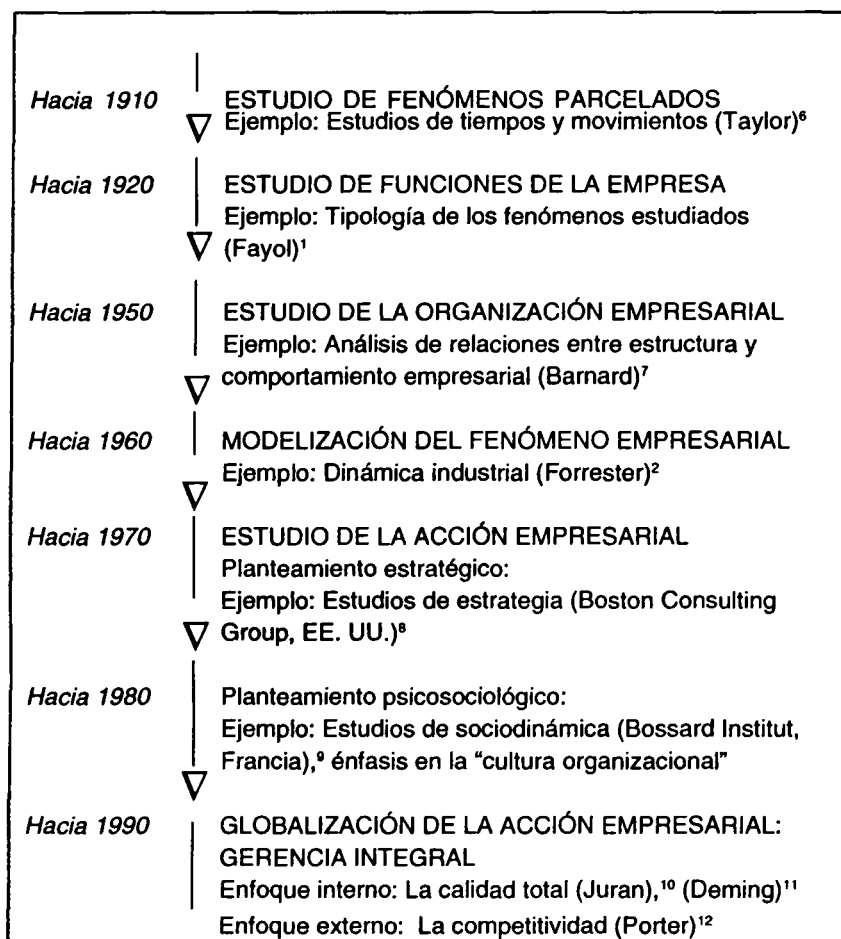 Hacia 1910 ESTUDIO DE FENÓMENOS PARCELADOS
Ejemplo: Estudios de tiempos y movimientos (Taylor)⁶
Hacia 1920 ESTUDIO DE FUNCIONES DE LA EMPRESA
Ejemplo: Tipología de los fenómenos estudiados
(Fayol)¹
Hacia 1950 ESTUDIO DE LA ORGANIZACIÓN EMPRESARIAL
Ejemplo: Análisis de relaciones entre estructura y
comportamiento empresarial (Barnard)⁷
Hacia 1960 MODELIZACIÓN DEL FENÓMENO EMPRESARIAL
Ejemplo: Dinámica industrial (Forrester)²
Hacia 1970 ESTUDIO DE LA ACCIÓN EMPRESARIAL
Planteamiento estratégico:
Ejemplo: Estudios de estrategia (Boston Consulting
Group, EE. UU.)⁸
Hacia 1980 Planteamiento psicosociológico:
Ejemplo: Estudios de sociodinámica (Bossard Institut,
Francia),⁹ énfasis en la “cultura organizacional”
Hacia 1990 GLOBALIZACIÓN DE LA ACCIÓN EMPRESARIAL:
GERENCIA INTEGRAL
Enfoque interno: La calidad total (Juran),¹⁰ (Deming)¹¹
Enfoque externo: La competitividad (Porter)¹²